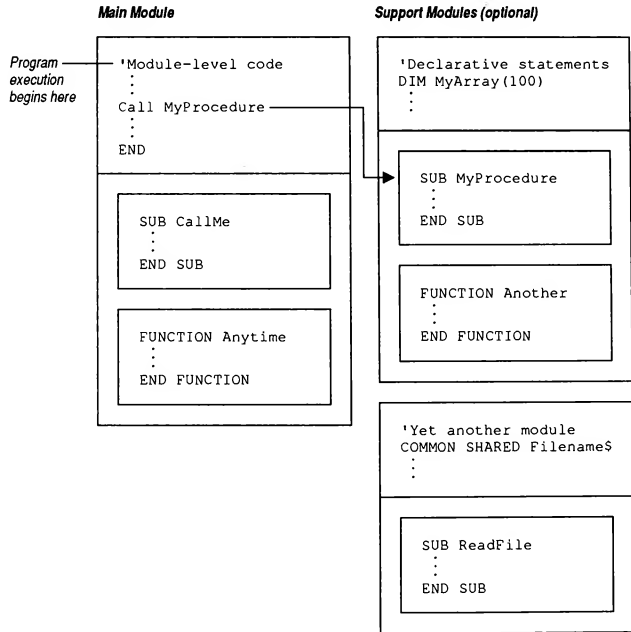 Main Module
Support Modules (optional)
Program
execution
begins here
'Module-level code
Call MyProcedure
END
SUB CallMe
END SUB
FUNCTION Anytime
END FUNCTION
'Declarative statements
DIM MyArray(100)
SUB MyProcedure
END SUB
FUNCTION Another
END FUNCTION
'Yet another module
COMMON SHARED Filename$
SUB ReadFile
END SUB